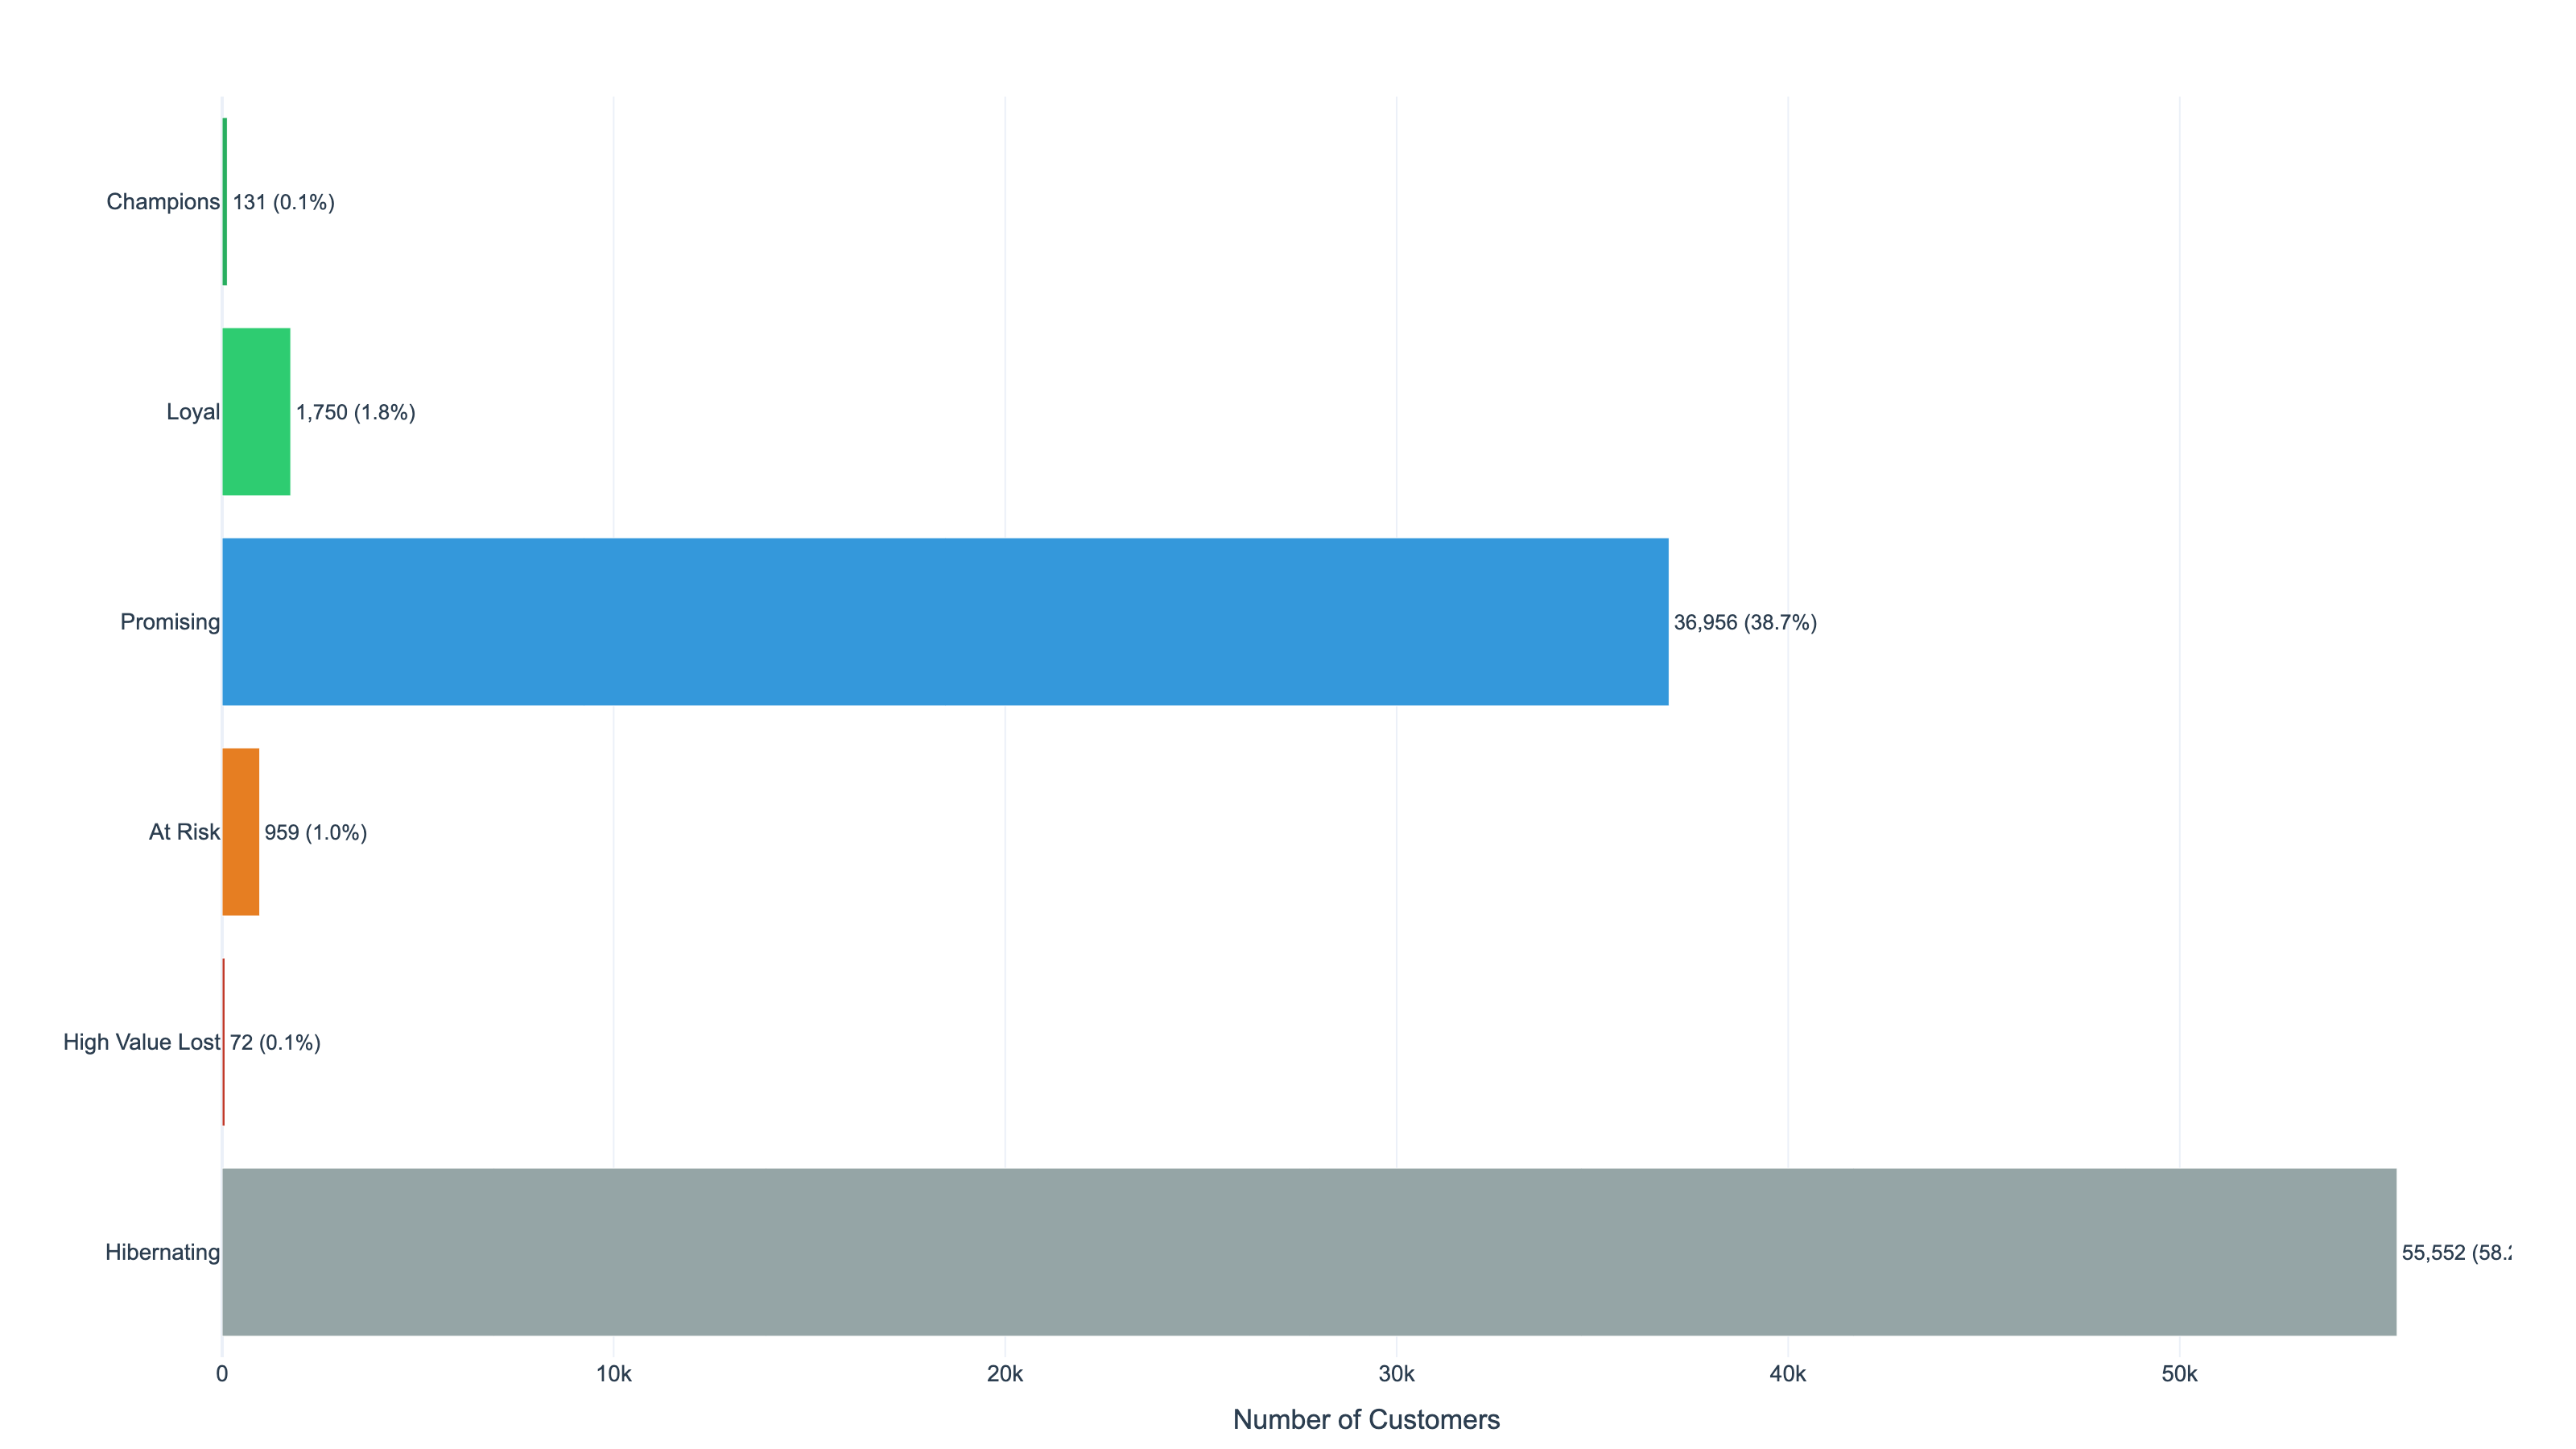 Champions 131 (0.1%)
Loyal 1,750 (1.8%)
Promising 36,956 (38.7%)
At Risk 959 (1.0%)
High Value Lost 72 (0.1%)
Hibernating 55,552 (58.
0 10k 20k 30k 40k 50k
Number of Customers